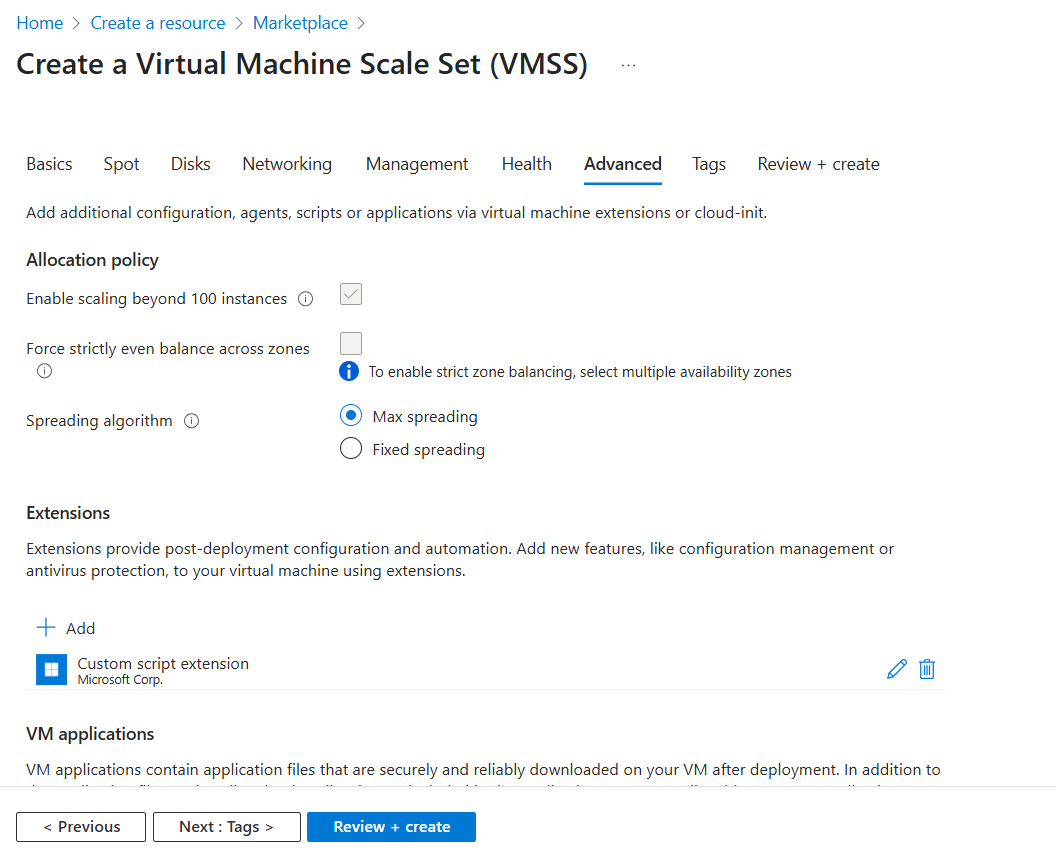 Home > Create a resource > Marketplace >
Create a Virtual Machine Scale Set (VMSS) ...
Basics Spot Disks Networking Management Health Advanced Tags Review + create
Add additional configuration, agents, scripts or applications via virtual machine extensions or cloud-init.
Allocation policy
Enable scaling beyond 100 instances
Force strictly even balance across zones
To enable strict zone balancing, select multiple availability zones
Spreading algorithm
Max spreading
Fixed spreading
Extensions
Extensions provide post-deployment configuration and automation. Add new features, like configuration management or
antivirus protection, to your virtual machine using extensions.
Add
Custom script extension
Microsoft Corp.
VM applications
VM applications contain application files that are securely and reliably downloaded on your VM after deployment. In addition to
< Previous
Next : Tags >
Review + create